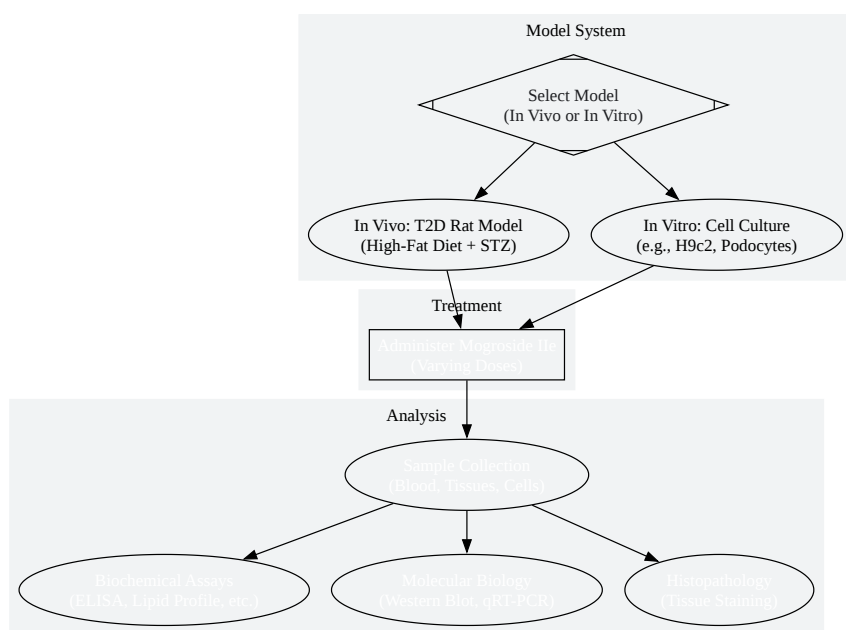 Model System
Select Model
(In Vivo or In Vitro)
In Vivo: T2D Rat Model
(High-Fat Diet + STZ)
In Vitro: Cell Culture
(e.g., H9c2, Podocytes)
Treatment
Administer Mogroside IIe
(Varying Doses)
Analysis
Sample Collection
(Blood, Tissues, Cells)
Biochemical Assays
(ELISA, Lipid Profile, etc.)
Molecular Biology
(Western Blot, qRT-PCR)
Histopathology
(Tissue Staining)